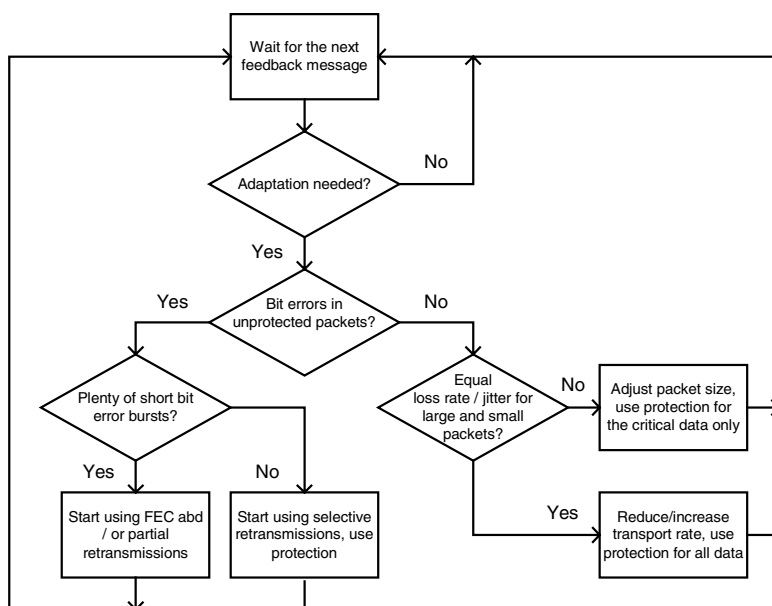 Wait for the next
feedback message
Adaptation needed?
No
Yes
Bit errors in
unprotected packets?
Yes
No
Plenty of short bit
error bursts?
Equal
loss rate / jitter for
large and small
packets?
No
Adjust packet size,
use protection for
the critical data only
Yes
No
Start using FEC abd
/ or partial
retransmissions
Start using selective
retransmissions, use
protection
Yes
Reduce/increase
transport rate, use
protection for all data